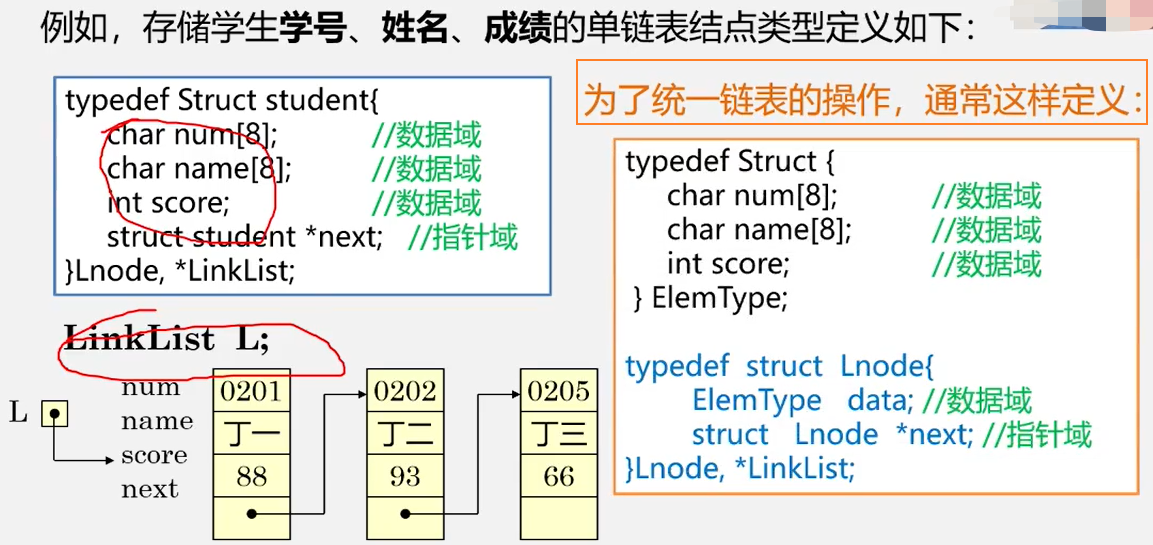 例如，存储学生学号、姓名、成绩的单链表结点类型定义如下：
typedef Struct student{
char num[8]; //数据域
char name[8]; //数据域
int score; //数据域
struct student *next; //指针域
}Lnode, *LinkList;
LinkList L;
L
num
name
score
next
0201
丁一
88
0202
丁二
93
0205
丁三
66
为了统一链表的操作，通常这样定义：
typedef Struct {
char num[8]; //数据域
char name[8]; //数据域
int score; //数据域
} ElemType;
typedef struct Lnode{
ElemType data; //数据域
struct Lnode *next; //指针域
}Lnode, *LinkList;